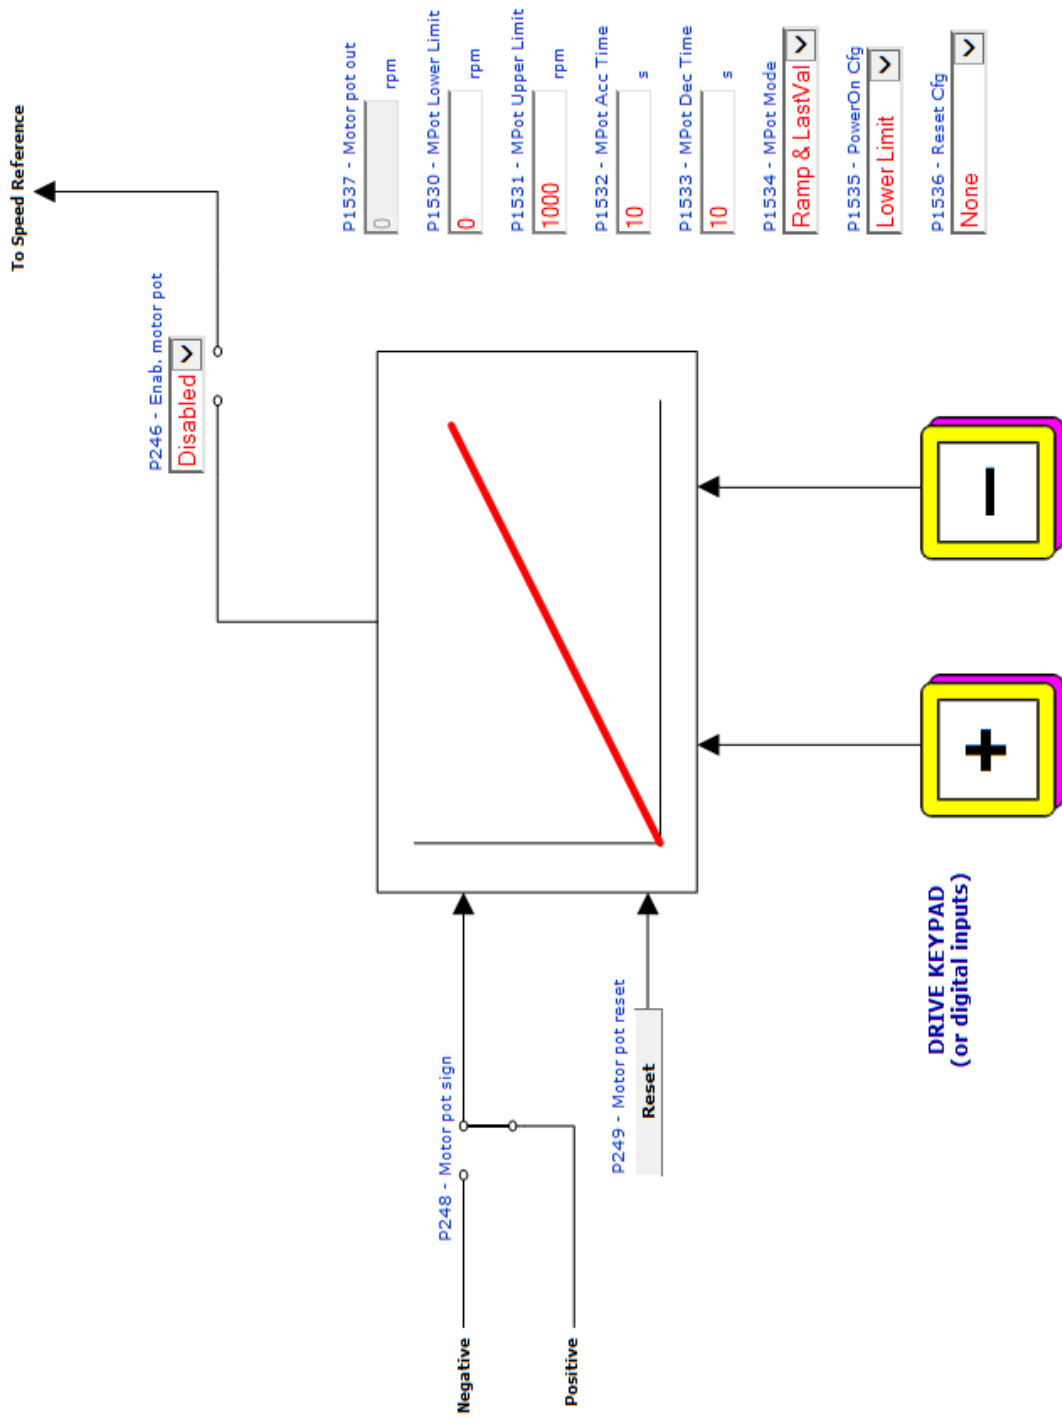 To Speed Reference
P246 - Enab. motor pot
Disabled
P1537 - Motor pot out
0
rpm
P1530 - MPot Lower Limit
0
rpm
P1531 - MPot Upper Limit
1000
rpm
P1532 - MPot Acc Time
10
s
P1533 - MPot Dec Time
10
s
P1534 - MPot Mode
Ramp & LastVal
P1535 - PowerOn Cfg
Lower Limit
P1536 - Reset Cfg
None
P248 - Motor pot sign
Negative
Positive
P249 - Motor pot reset
Reset
DRIVE KEYPAD
(or digital inputs)
+
-